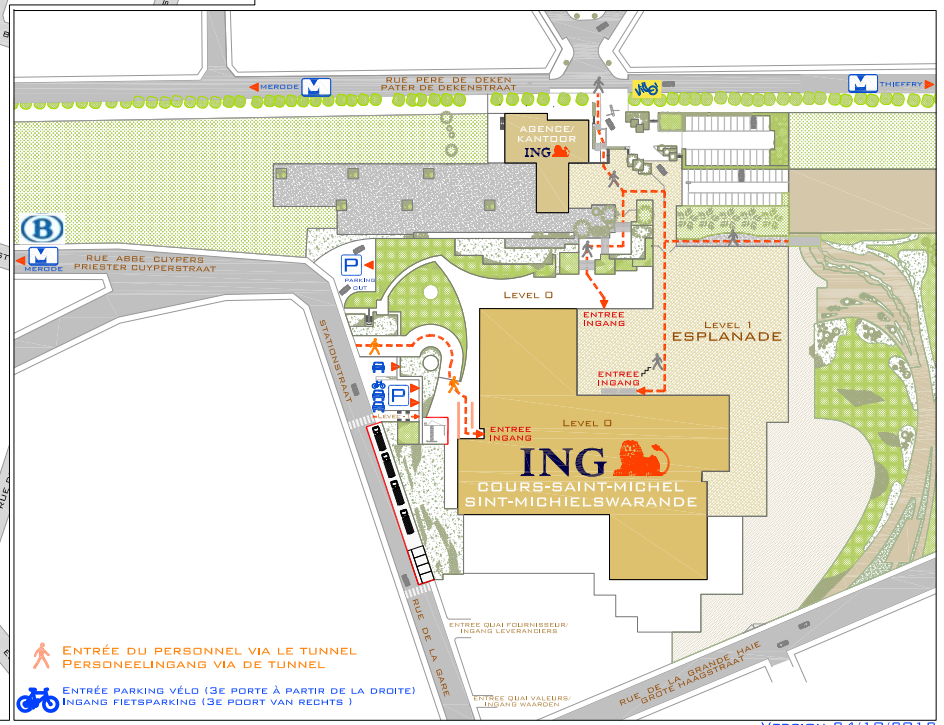 RUE PERE DE DEKEN
PATER DE DEKENSTRAAT
MERODE
M
Villo
M
THIEFFRY
AGENCE/
KANTOOR
ING
B
M
MERODE
RUE ABBE CUYPERS
PRIESTER CUYPERSTRAAT
P
PARKING
OUT
LEVEL 0
ENTREE
INGANG
LEVEL 1
ESPLANADE
STATIONSTRAAT
P
LEVEL -1
ENTREE
INGANG
ENTREE
INGANG
LEVEL 0
ING
COURS-SAINT-MICHEL
SINT-MICHIELSWARANDE
RUE DE LA GARE
ENTREE QUAI FOURNISSEUR/
INGANG LEVERANCIERS
ENTREE QUAI VALEURS/
INGANG WAARDEN
RUE DE LA GRANDE HAIE
GROTE HAAGSTRAAT
ENTRÉE DU PERSONNEL VIA LE TUNNEL
PERSONEELINGANG VIA DE TUNNEL
ENTRÉE PARKING VÉLO (3E PORTE À PARTIR DE LA DROITE)
INGANG FIETSPARKING (3E POORT VAN RECHTS )